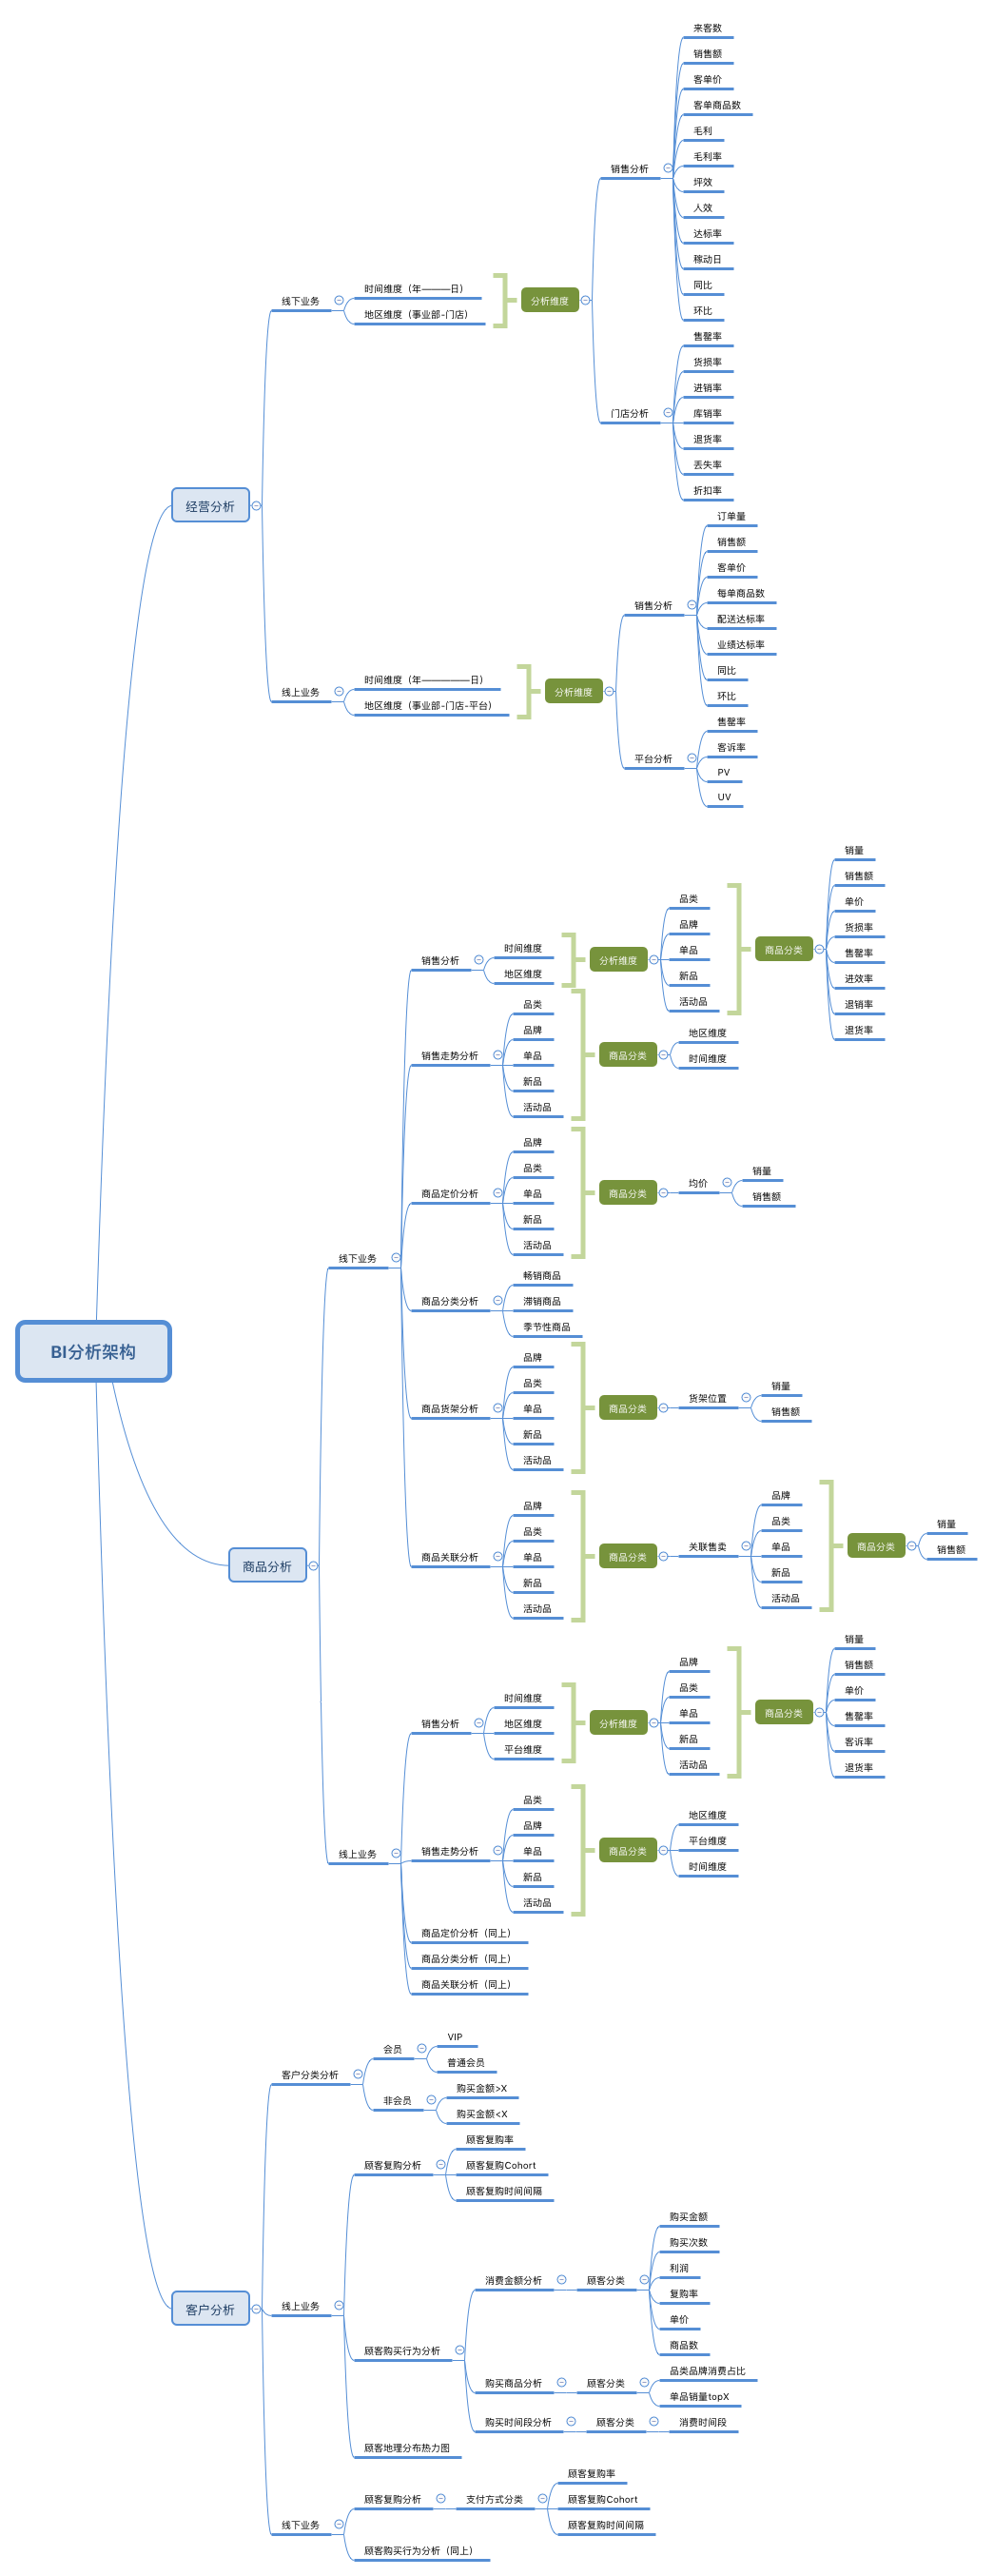 BI分析架构
经营分析
线下业务
时间维度（年———日）
地区维度（事业部-门店）
分析维度
销售分析
来客数
销售额
客单价
客单商品数
毛利
毛利率
坪效
人效
达标率
稼动日
同比
环比
门店分析
售罄率
货损率
进销率
库销率
退货率
丢失率
折扣率
线上业务
时间维度（年—————日）
地区维度（事业部-门店-平台）
分析维度
销售分析
订单量
销售额
客单价
每单商品数
配送达标率
业绩达标率
同比
环比
平台分析
售罄率
客诉率
PV
UV
商品分析
线下业务
销售分析
时间维度
地区维度
分析维度
品类
品牌
单品
新品
活动品
商品分类
销量
销售额
单价
货损率
售罄率
进效率
退销率
退货率
销售走势分析
品类
品牌
单品
新品
活动品
商品分类
地区维度
时间维度
商品定价分析
品牌
品类
单品
新品
活动品
商品分类
均价
销量
销售额
商品分类分析
畅销商品
滞销商品
季节性商品
商品货架分析
品牌
品类
单品
新品
活动品
商品分类
货架位置
销量
销售额
商品关联分析
品牌
品类
单品
新品
活动品
商品分类
关联售卖
品牌
品类
单品
新品
活动品
商品分类
销量
销售额
线上业务
销售分析
时间维度
地区维度
平台维度
分析维度
品牌
品类
单品
新品
活动品
商品分类
销量
销售额
单价
售罄率
客诉率
退货率
销售走势分析
品类
品牌
单品
新品
活动品
商品分类
地区维度
平台维度
时间维度
商品定价分析（同上）
商品分类分析（同上）
商品关联分析（同上）
客户分析
客户分类分析
会员
VIP
普通会员
非会员
购买金额>X
购买金额<X
线上业务
顾客复购分析
顾客复购率
顾客复购Cohort
顾客复购时间间隔
顾客购买行为分析
消费金额分析
顾客分类
购买金额
购买次数
利润
复购率
单价
商品数
购买商品分析
顾客分类
品类品牌消费占比
单品销量topX
购买时间段分析
顾客分类
消费时间段
顾客地理分布热力图
线下业务
顾客复购分析
支付方式分类
顾客复购率
顾客复购Cohort
顾客复购时间间隔
顾客购买行为分析（同上）